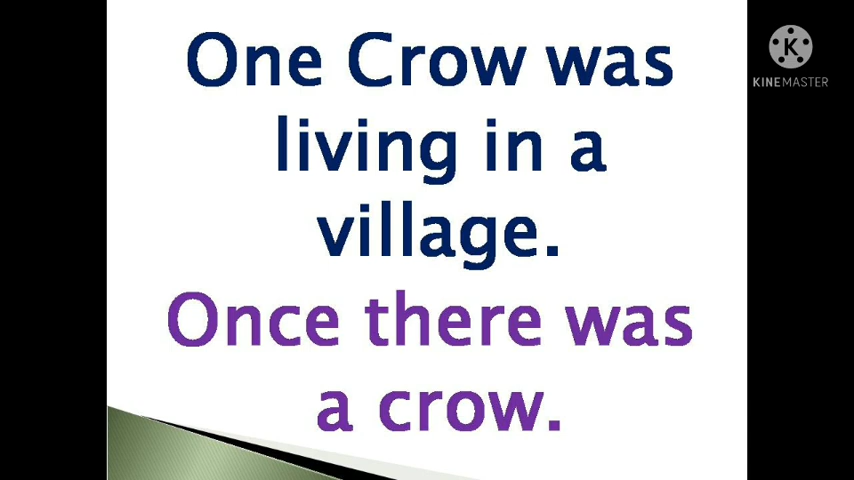 One Crow was
living in a
village.
Once there was
a crow.
K
KINEMASTER